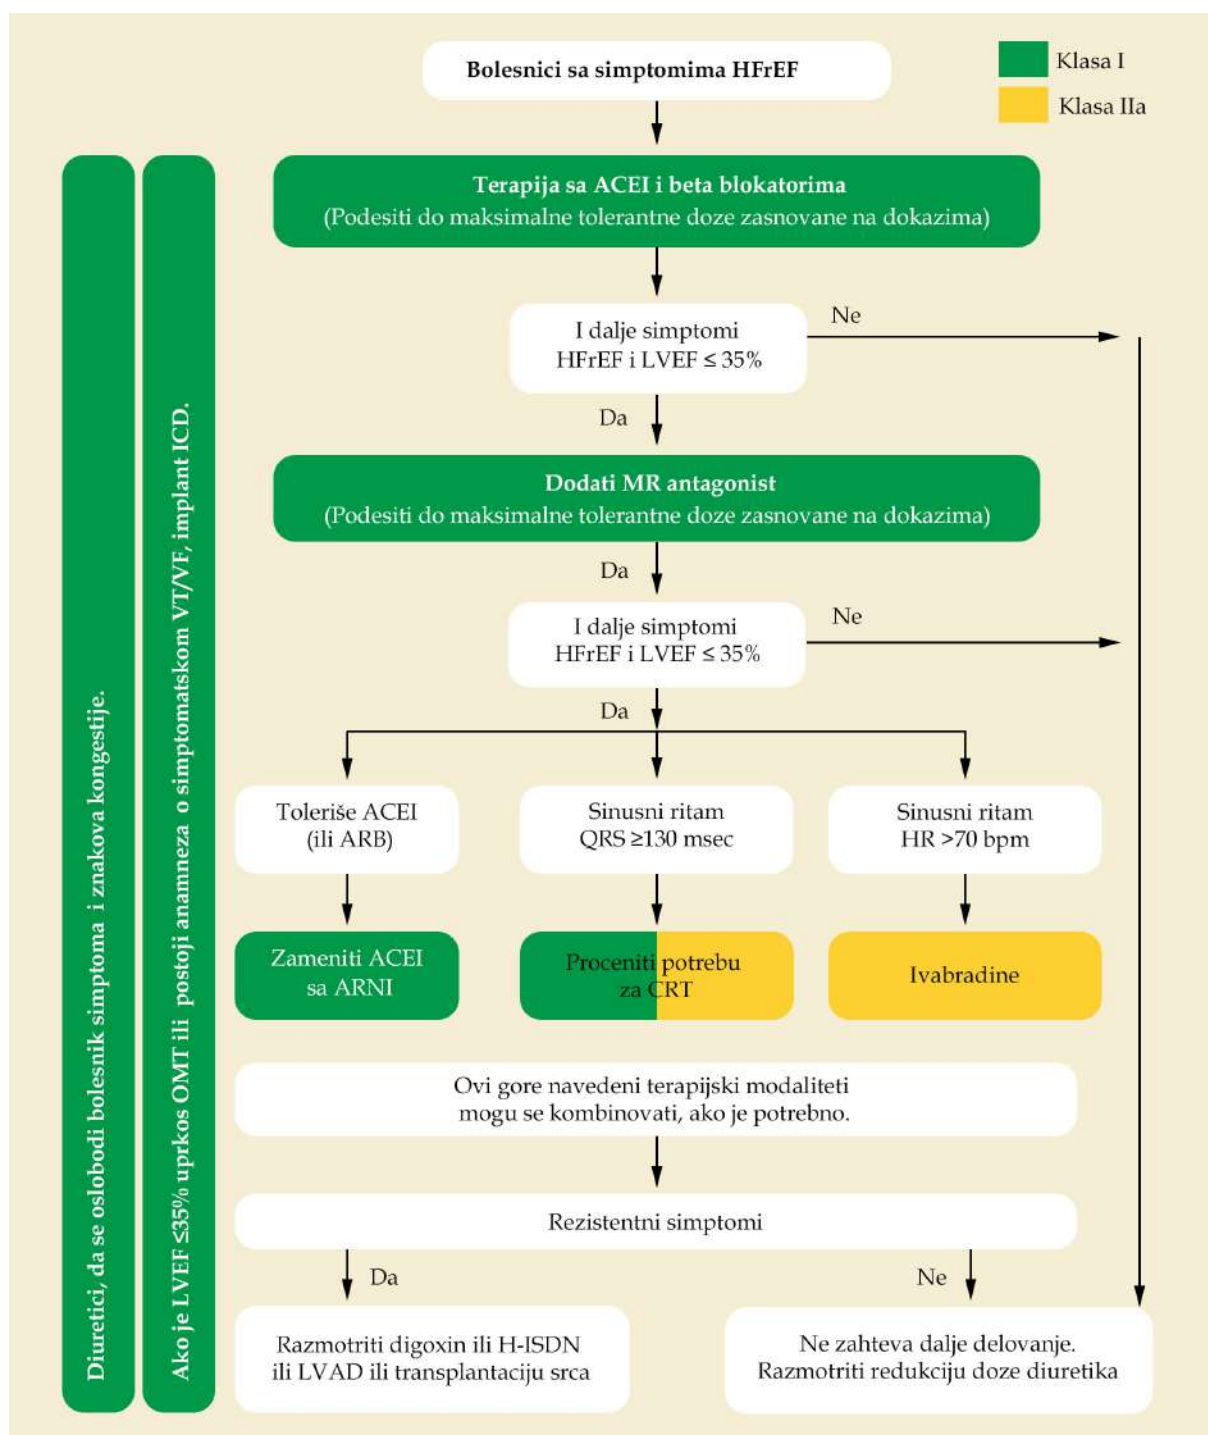 Bolesnici sa simptomima HFrEF
Klasa I
Klasa IIa
Diuretici, da se oslobodi bolesnik simptoma i znakova kongestije.
Ako je LVEF ≤35% uprkos OMT ili postoji anamneza o simptomatskom VT/VF, implant ICD.
Terapija sa ACEI i beta blokatorima
(Podesiti do maksimalne tolerantne doze zasnovane na dokazima)
I dalje simptomi
HFrEF i LVEF ≤ 35%
Ne
Da
Dodati MR antagonist
(Podesiti do maksimalne tolerantne doze zasnovane na dokazima)
Da
I dalje simptomi
HFrEF i LVEF ≤ 35%
Ne
Da
Toleriše ACEI
(ili ARB)
Sinusni ritam
QRS ≥130 msec
Sinusni ritam
HR >70 bpm
Zameniti ACEI
sa ARNI
Proceniti potrebu
za CRT
Ivabradine
Ovi gore navedeni terapijski modaliteti
mogu se kombinovati, ako je potrebno.
Rezistentni simptomi
Da
Ne
Razmotriti digoxin ili H-ISDN
ili LVAD ili transplantaciju srca
Ne zahteva dalje delovanje.
Razmotriti redukciju doze diuretika